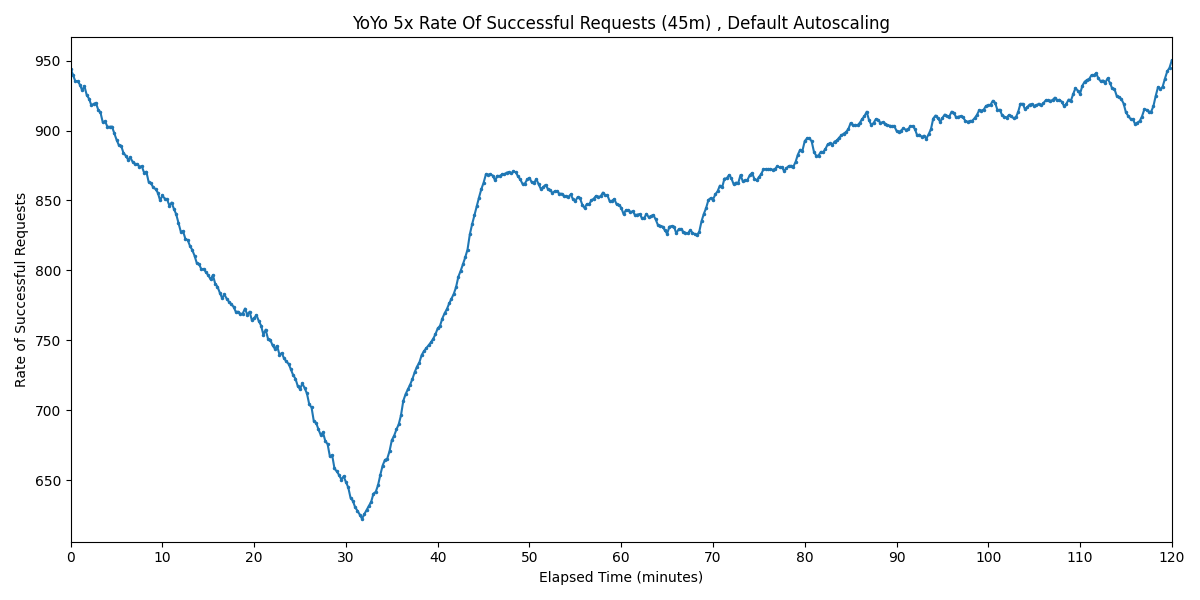 YoYo 5x Rate Of Successful Requests (45m) , Default Autoscaling
Rate of Successful Requests
950
900
850
800
750
700
650
0 10 20 30 40 50 60 70 80 90 100 110 120
Elapsed Time (minutes)